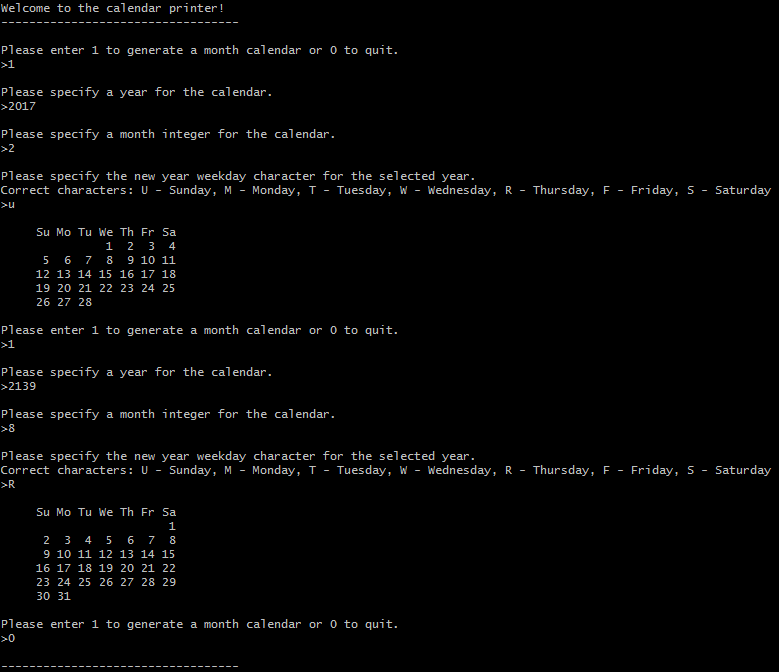 Welcome to the calendar printer!
----------------------------------

Please enter 1 to generate a month calendar or 0 to quit.
>1

Please specify a year for the calendar.
>2017

Please specify a month integer for the calendar.
>2

Please specify the new year weekday character for the selected year.
Correct characters: U - Sunday, M - Monday, T - Tuesday, W - Wednesday, R - Thursday, F - Friday, S - Saturday
>u

     Su Mo Tu We Th Fr Sa
               1  2  3  4
      5  6  7  8  9 10 11
     12 13 14 15 16 17 18
     19 20 21 22 23 24 25
     26 27 28

Please enter 1 to generate a month calendar or 0 to quit.
>1

Please specify a year for the calendar.
>2139

Please specify a month integer for the calendar.
>8

Please specify the new year weekday character for the selected year.
Correct characters: U - Sunday, M - Monday, T - Tuesday, W - Wednesday, R - Thursday, F - Friday, S - Saturday
>R

     Su Mo Tu We Th Fr Sa
                        1
      2  3  4  5  6  7  8
      9 10 11 12 13 14 15
     16 17 18 19 20 21 22
     23 24 25 26 27 28 29
     30 31

Please enter 1 to generate a month calendar or 0 to quit.
>0

----------------------------------